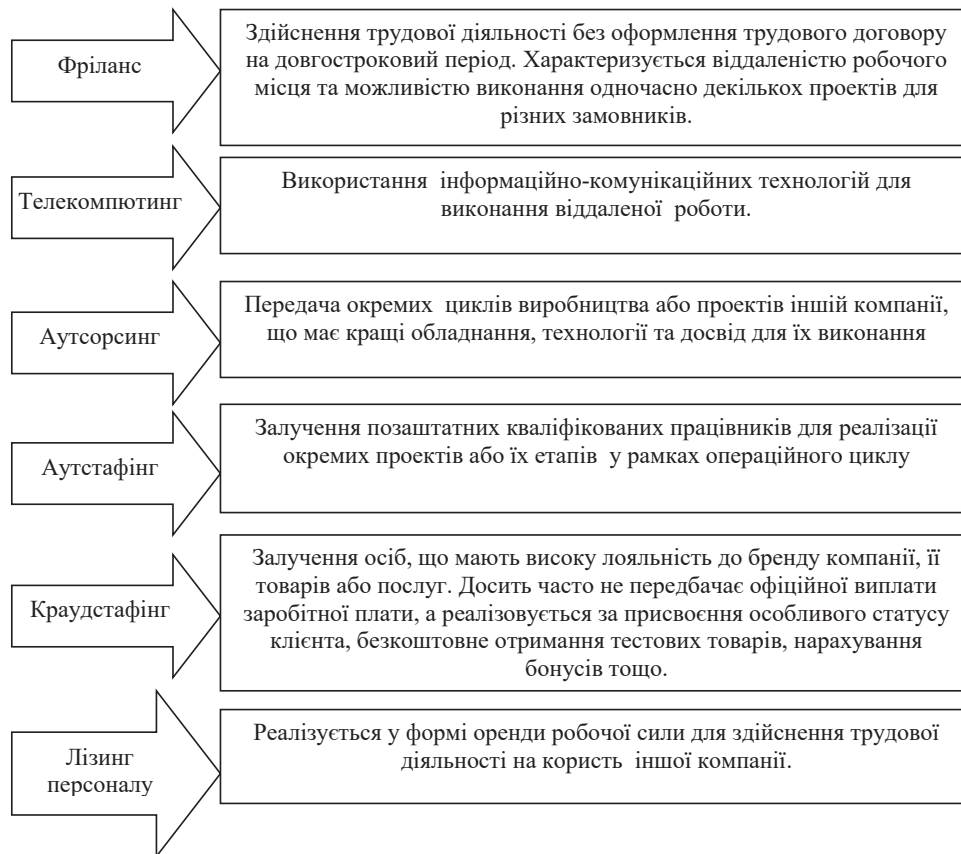 Фріланс
Здійснення трудової діяльності без оформлення трудового договору
на довгостроковий період. Характеризується віддаленістю робочого
місця та можливістю виконання одночасно декількох проектів для
різних замовників.
Телекомпютинг
Використання інформаційно-комунікаційних технологій для
виконання віддаленої роботи.
Аутсорсинг
Передача окремих циклів виробництва або проектів іншій компанії,
що має кращі обладнання, технології та досвід для їх виконання
Аутстафінг
Залучення позаштатних кваліфікованих працівників для реалізації
окремих проектів або їх етапів у рамках операційного циклу
Краудстафінг
Залучення осіб, що мають високу лояльність до бренду компанії, її
товарів або послуг. Досить часто не передбачає офіційної виплати
заробітної плати, а реалізовується за присвоєння особливого статусу
клієнта, безкоштовне отримання тестових товарів, нарахування
бонусів тощо.
Лізинг
персоналу
Реалізується у формі оренди робочої сили для здійснення трудової
діяльності на користь іншої компанії.